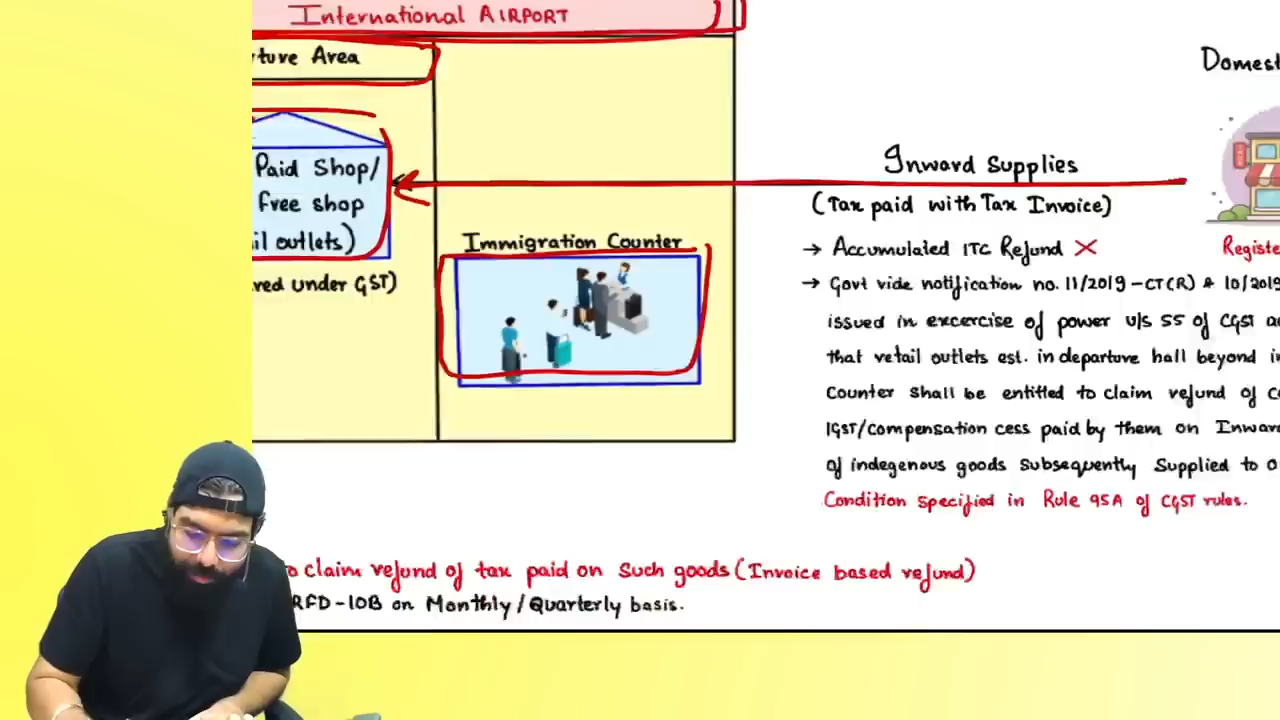 International AIRPORT
ture Area
Paid Shop/
free shop
il outlets)
red under GST)
Immigration Counter
Domest
Inward Supplies
(Tax paid with Tax Invoice)
→ Accumulated ITC Refund ✗
Registe
→ Govt vide notification no. 11/2019-CT(R) & 10/2019
issued in excercise of power u/s 55 of CGST a
that retail outlets est. in departure hall beyond i
Counter shall be entitled to claim refund of C
IGST/compensation cess paid by them on Inwar
of indegenous goods subsequently supplied to o
Condition specified in Rule 95A of CGST rules.
o claim refund of tax paid on such goods (Invoice based refund)
RFD-10B on Monthly/Quarterly basis.